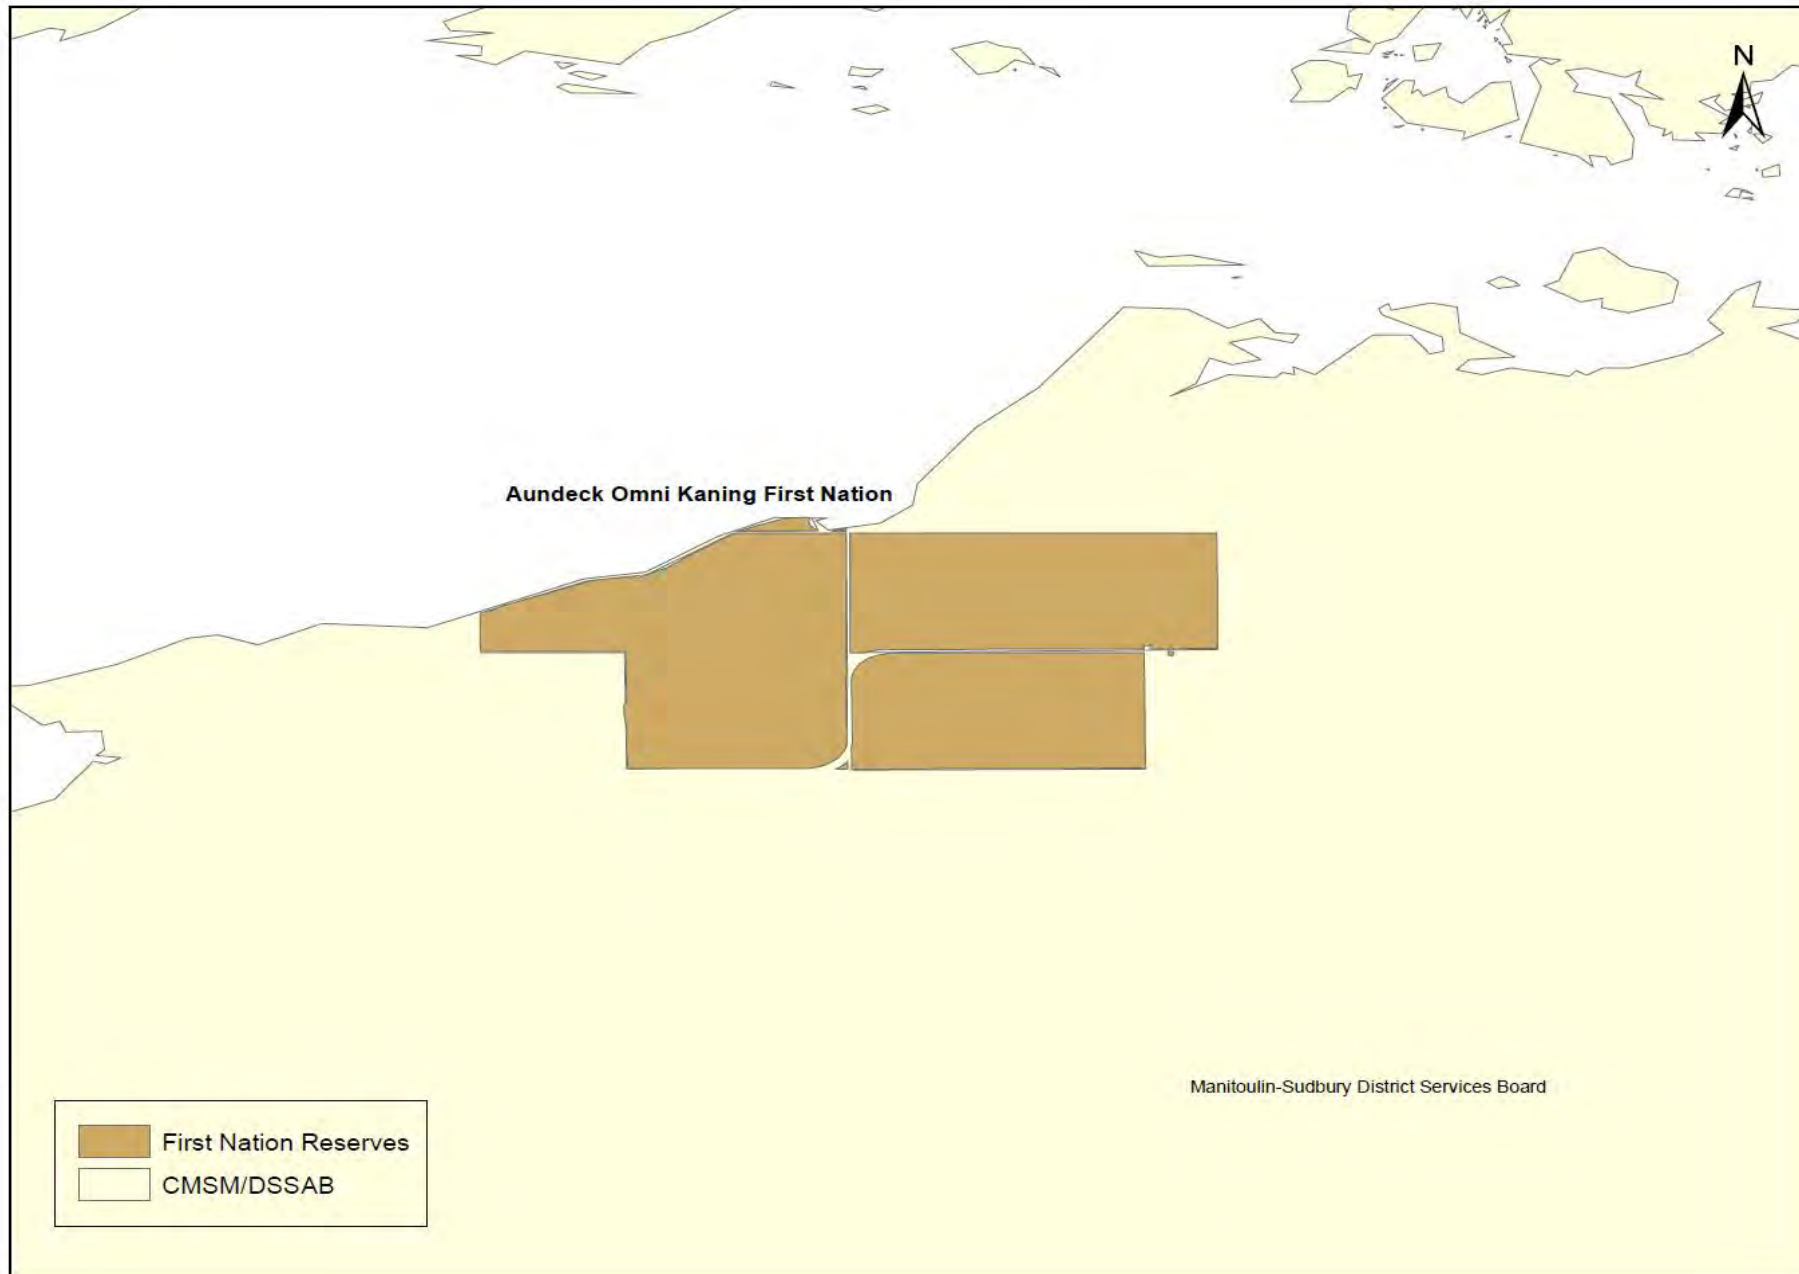 N
Aundeck Omni Kaning First Nation
Manitoulin-Sudbury District Services Board
First Nation Reserves
CMSM/DSSAB